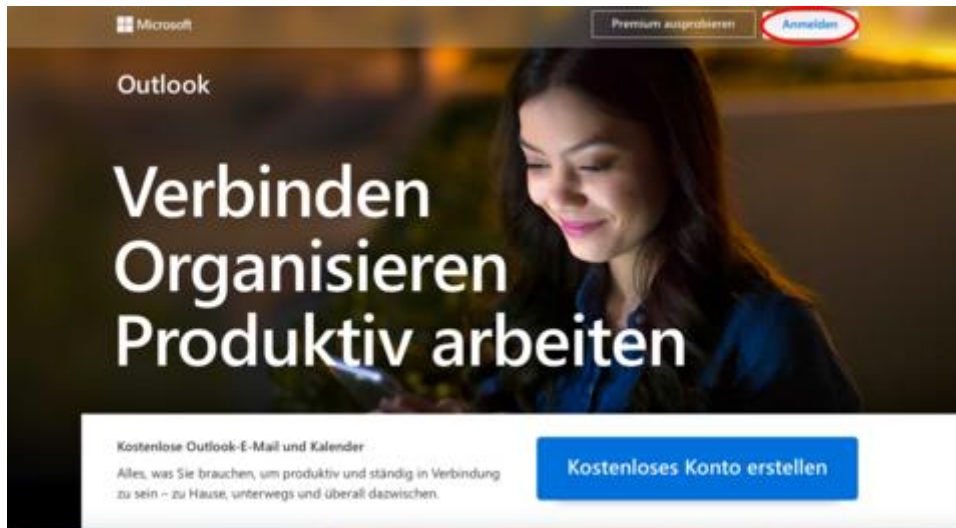 Microsoft
Premium ausprobieren
Anmelden
Outlook
Verbinden
Organisieren
Produktiv arbeiten
Kostenlose Outlook-E-Mail und Kalender
Alles, was Sie brauchen, um produktiv und ständig in Verbindung
zu sein – zu Hause, unterwegs und überall dazwischen.
Kostenloses Konto erstellen